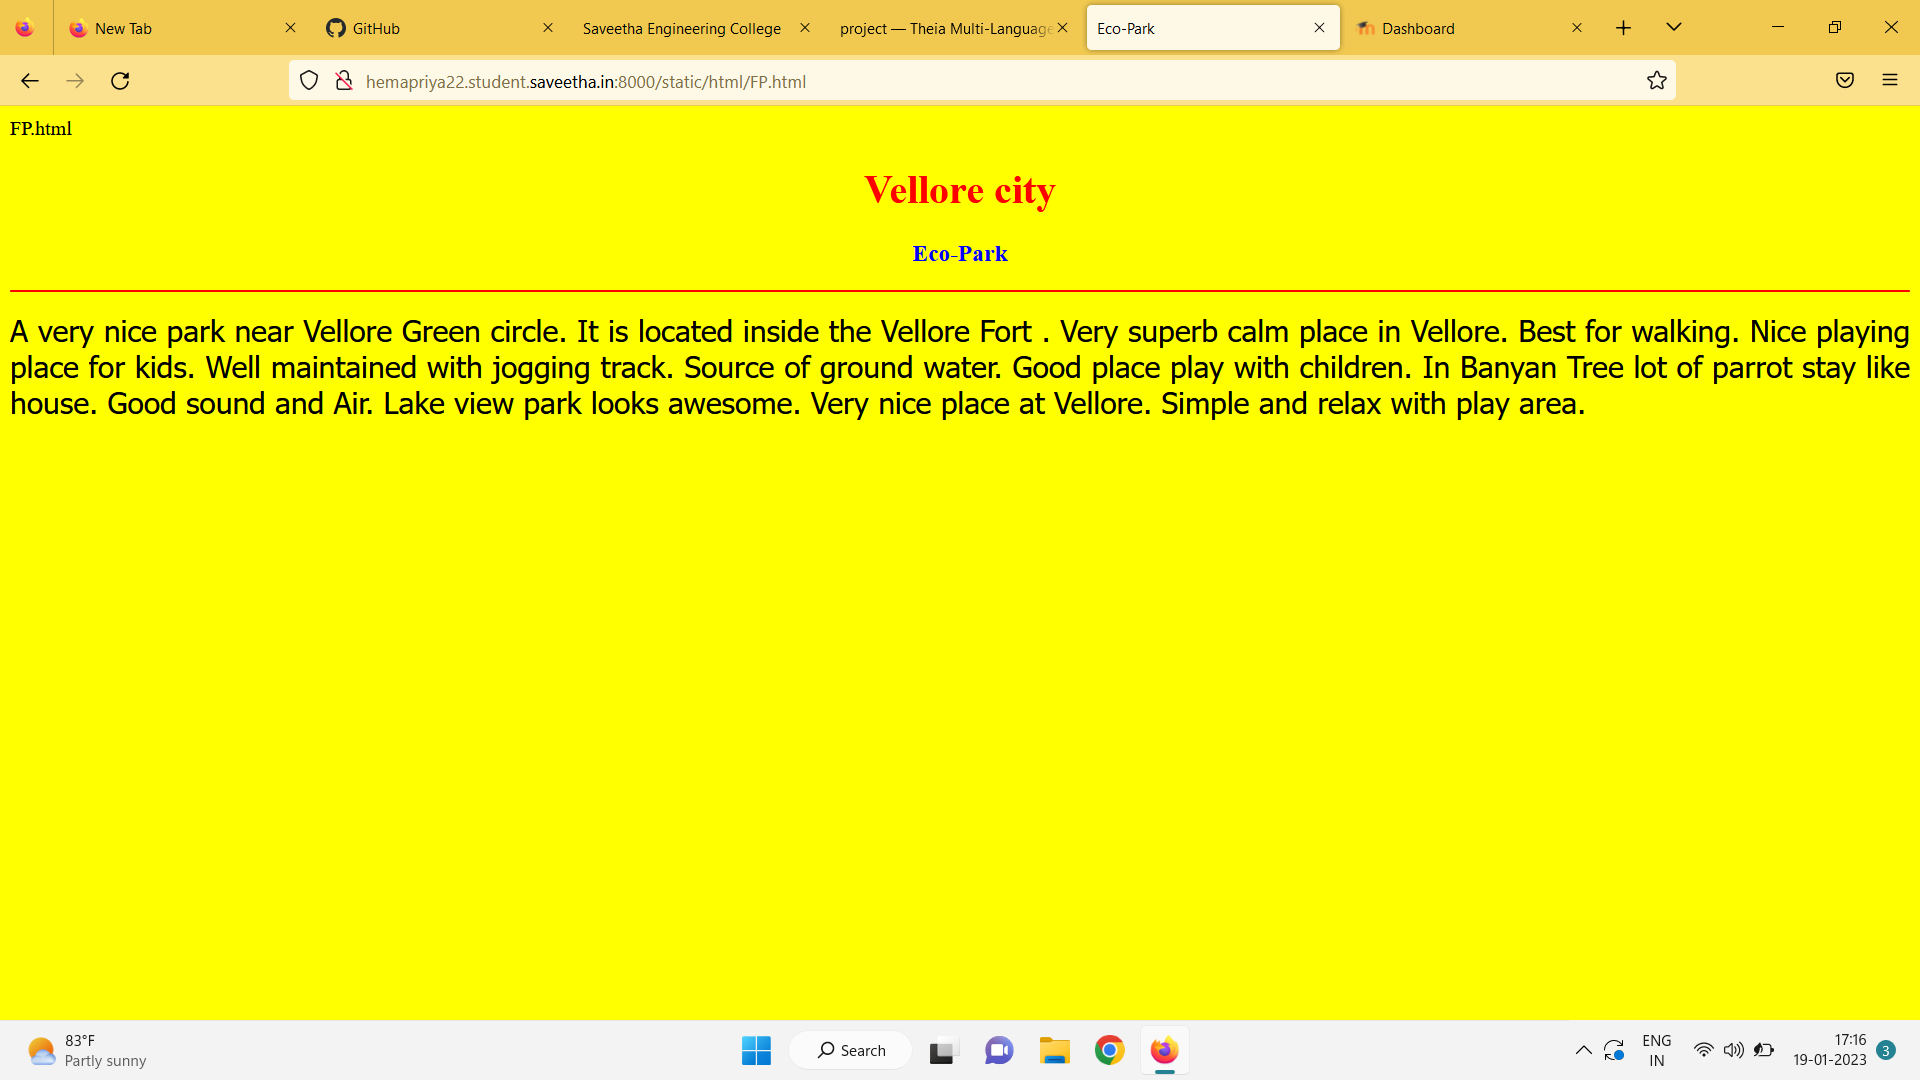 New Tab
GitHub
Saveetha Engineering College
project — Theia Multi-Language
Eco-Park
Dashboard
hemapriya22.student.saveetha.in:8000/static/html/FP.html
FP.html
Vellore city
Eco-Park
A very nice park near Vellore Green circle. It is located inside the Vellore Fort . Very superb calm place in Vellore. Best for walking. Nice playing
place for kids. Well maintained with jogging track. Source of ground water. Good place play with children. In Banyan Tree lot of parrot stay like
house. Good sound and Air. Lake view park looks awesome. Very nice place at Vellore. Simple and relax with play area.
83°F
Partly sunny
Search
ENG
IN
17:16
19-01-2023
3